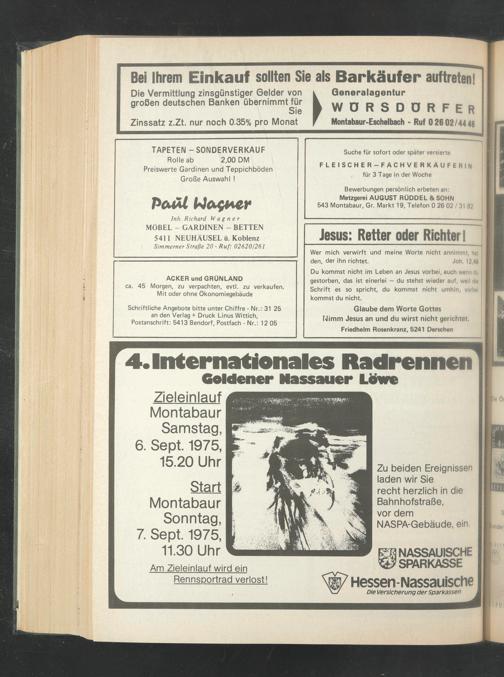 Bei Ihrem Einkauf sollten Sie als Barkäufer auftreten!
Die Vermittlung zinsgünstiger Gelder von
großen deutschen Banken übernimmt für
Sie
Zinssatz z.Zt. nur noch 0.35% pro Monat
Generalagentur
WÖRSDÖRFER
Montabaur-Eschelbach - Ruf 0 26 02/44 46
TAPETEN – SONDERVERKAUF
Rolle ab 2,00 DM
Preiswerte Gardinen und Teppichböden
Große Auswahl !
Paul Wagner
Inh. Richard Wagner
MÖBEL – GARDINEN – BETTEN
5411 NEUHÄUSEL ü. Koblenz
Simmerner Straße 20 - Ruf: 02620/261
ACKER und GRÜNLAND
ca. 45 Morgen, zu verpachten, evtl. zu verkaufen.
Mit oder ohne Ökonomiegebäude
Schriftliche Angebote bitte unter Chiffre - Nr.: 31 25
an den Verlag + Druck Linus Wittich,
Postanschrift: 5413 Bendorf, Postfach - Nr.: 12 05
Suche für sofort oder später versierte
FLEISCHER–FACHVERKÄUFERIN
für 3 Tage in der Woche
Bewerbungen persönlich erbeten an:
Metzgerei AUGUST RÜDDEL & SOHN
543 Montabaur, Gr. Markt 19, Telefon 0 26 02 / 31 82
Jesus: Retter oder Richter!
Wer mich verwirft und meine Worte nicht annimmt, hat
den, der ihn richtet. Joh. 12,48
Du kommst nicht im Leben an Jesus vorbei, auch wenn du
gestorben, das ist einerlei – du stehst wieder auf, weil die
Schrift es so spricht, du kommst nicht umhin, vorbei
kommst du nicht.
Glaube dem Worte Gottes
Nimm Jesus an und du wirst nicht gerichtet.
Friedhelm Rosenkranz, 5241 Derschen
4. Internationales Radrennen
Goldener Nassauer Löwe
Zieleinlauf
Montabaur
Samstag,
6. Sept. 1975,
15.20 Uhr
Start
Montabaur
Sonntag,
7. Sept. 1975,
11.30 Uhr
Am Zieleinlauf wird ein
Rennsportrad verlost!
Zu beiden Ereignissen
laden wir Sie
recht herzlich in die
Bahnhofstraße,
vor dem
NASPA-Gebäude, ein.
NASSAUISCHE
SPARKASSE
Hessen-Nassauische
Die Versicherung der Sparkassen